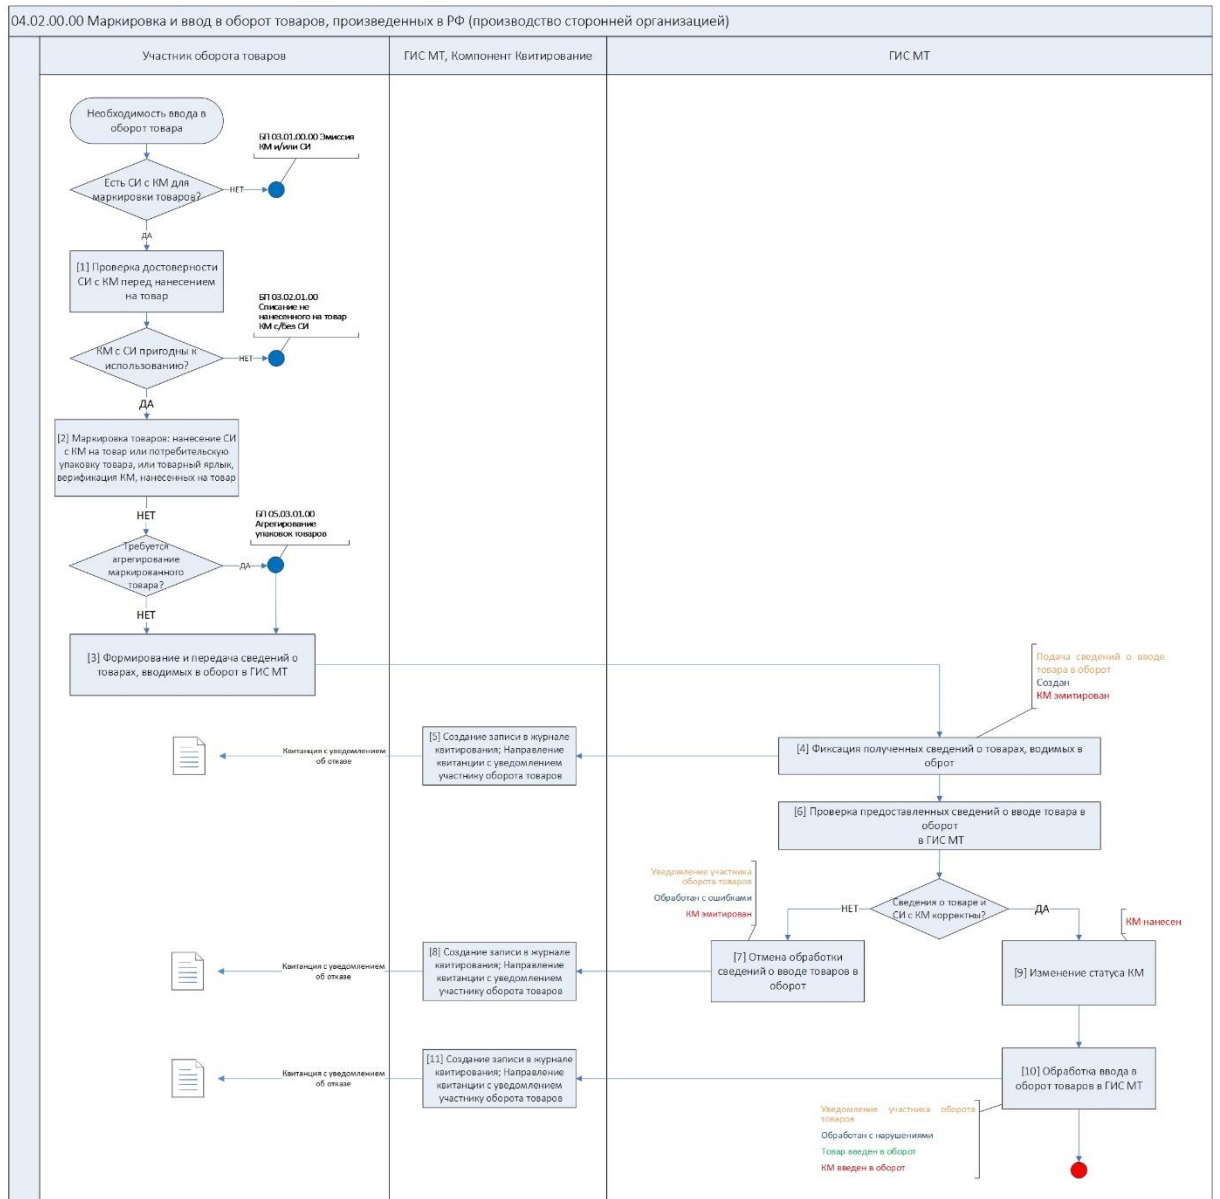 04.02.00.00 Маркировка и ввод в оборот товаров, произведенных в РФ (производство сторонней организацией)
Участник оборота товаров
ГИС МТ, Компонент Квитирование
ГИС МТ
Необходимость ввода в
оборот товара
БП 03.01.00.00 Эмиссия
КМ и/или СИ
Есть СИ с КМ для
маркировки товаров?
НЕТ
ДА
[1] Проверка достоверности
СИ с КМ перед нанесением
на товар
БП 03.02.01.00
Списание не
нанесенного на товар
КМ с/без СИ
КМ с СИ пригодны к
использованию?
НЕТ
ДА
[2] Маркировка товаров: нанесение СИ
с КМ на товар или потребительскую
упаковку товара, или товарный ярлык,
верификация КМ, нанесенных на товар
НЕТ
БП 05.03.01.00
Агрегирование
упаковок товаров
Требуется
агрегирование
маркированного
товара?
ДА
НЕТ
[3] Формирование и передача сведений о
товарах, вводимых в оборот в ГИС МТ
Подача сведений о вводе
товара в оборот
Создан
КМ эмитирован
[4] Фиксация полученных сведений о товарах, водимых в
оброт
[5] Создание записи в журнале
квитирования; Направление
квитанции с уведомлением
участнику оборота товаров
Квитанция с уведомлением
об отказе
[6] Проверка предоставленных сведений о вводе товара в
оборот
в ГИС МТ
Уведомление участника
оборота товаров
Обработан с ошибками
КМ эмитирован
Сведения о товаре и
СИ с КМ корректны?
НЕТ
ДА
КМ нанесен
[7] Отмена обработки
сведений о вводе товаров в
оборот
[8] Создание записи в журнале
квитирования; Направление
квитанции с уведомлением
участнику оборота товаров
Квитанция с уведомлением
об отказе
[9] Изменение статуса КМ
[10] Обработка ввода в
оборот товаров в ГИС МТ
[11] Создание записи в журнале
квитирования; Направление
квитанции с уведомлением
участнику оборота товаров
Квитанция с уведомлением
об отказе
Уведомление участника оборота
товаров
Обработан с нарушениями
Товар введен в оборот
КМ введен в оборот